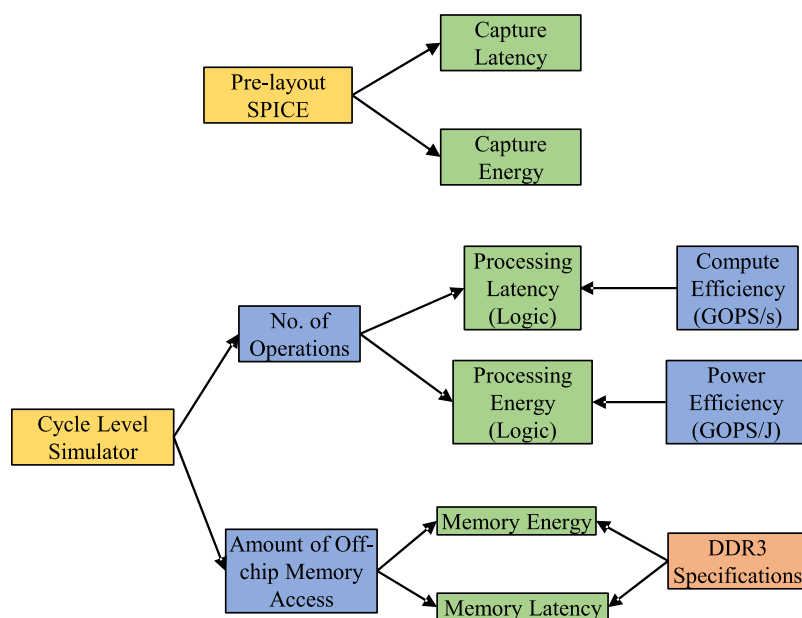 Capture
Latency
Pre-layout
SPICE
Capture
Energy
Processing
Latency
(Logic)
Compute
Efficiency
(GOPS/s)
No. of
Operations
Processing
Energy
(Logic)
Power
Efficiency
(GOPS/J)
Cycle Level
Simulator
Amount of Off-
chip Memory
Access
Memory Energy
DDR3
Specifications
Memory Latency